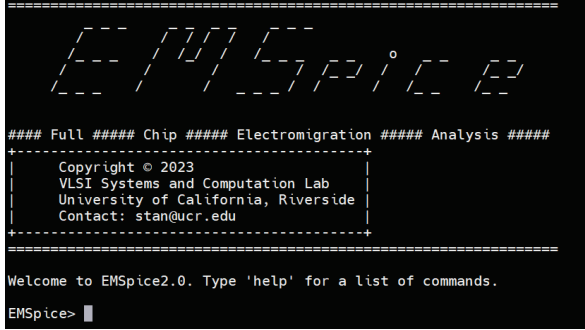 EMSpice
#### Full ##### Chip ##### Electromigration ##### Analysis #####
Copyright © 2023
VLSI Systems and Computation Lab
University of California, Riverside
Contact: stan@ucr.edu
Welcome to EMSpice2.0. Type 'help' for a list of commands.
EMSpice>